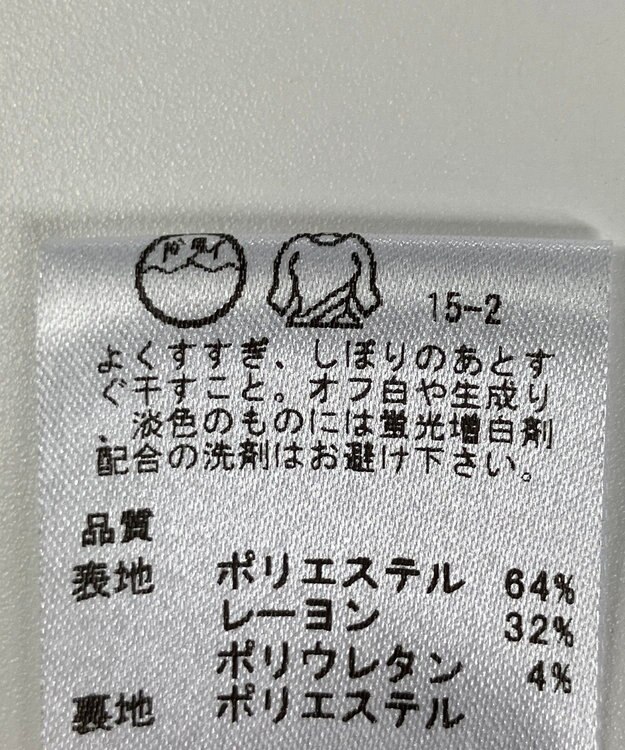 ドライ
15-2
よくすすぎ、しぼりのあとす
ぐ干すこと。オフ白や生成り
、淡色のものには蛍光増白剤
配合の洗剤はお避け下さい。
品質
表地 ポリエステル 64%
レーヨン 32%
ポリウレタン 4%
裏地 ポリエステル